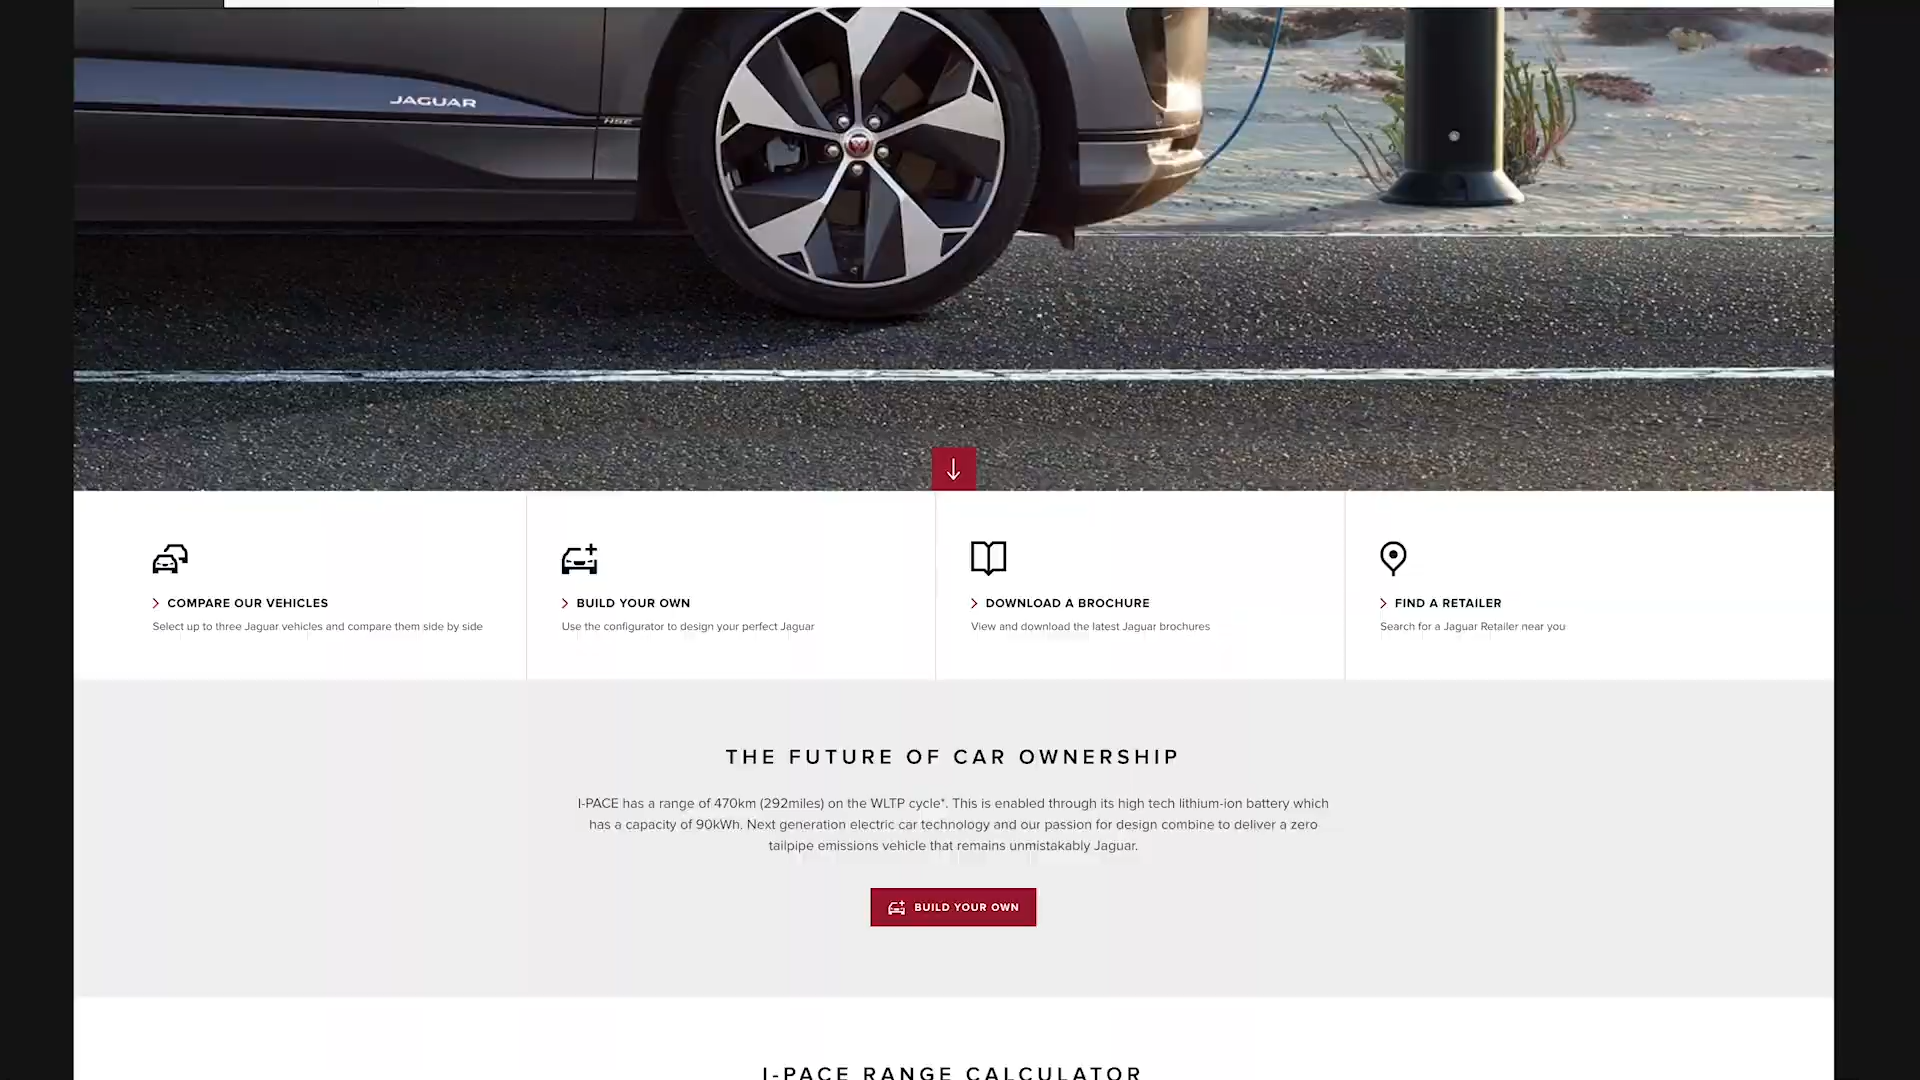 JAGUAR
HSE
COMPARE OUR VEHICLES
Select up to three Jaguar vehicles and compare them side by side
BUILD YOUR OWN
Use the configurator to design your perfect Jaguar
DOWNLOAD A BROCHURE
View and download the latest Jaguar brochures
FIND A RETAILER
Search for a Jaguar Retailer near you
THE FUTURE OF CAR OWNERSHIP
I-PACE has a range of 470km (292miles) on the WLTP cycle*. This is enabled through its high tech lithium-ion battery which
has a capacity of 90kWh. Next generation electric car technology and our passion for design combine to deliver a zero
tailpipe emissions vehicle that remains unmistakably Jaguar.
BUILD YOUR OWN
I-PACE RANGE CALCULATOR